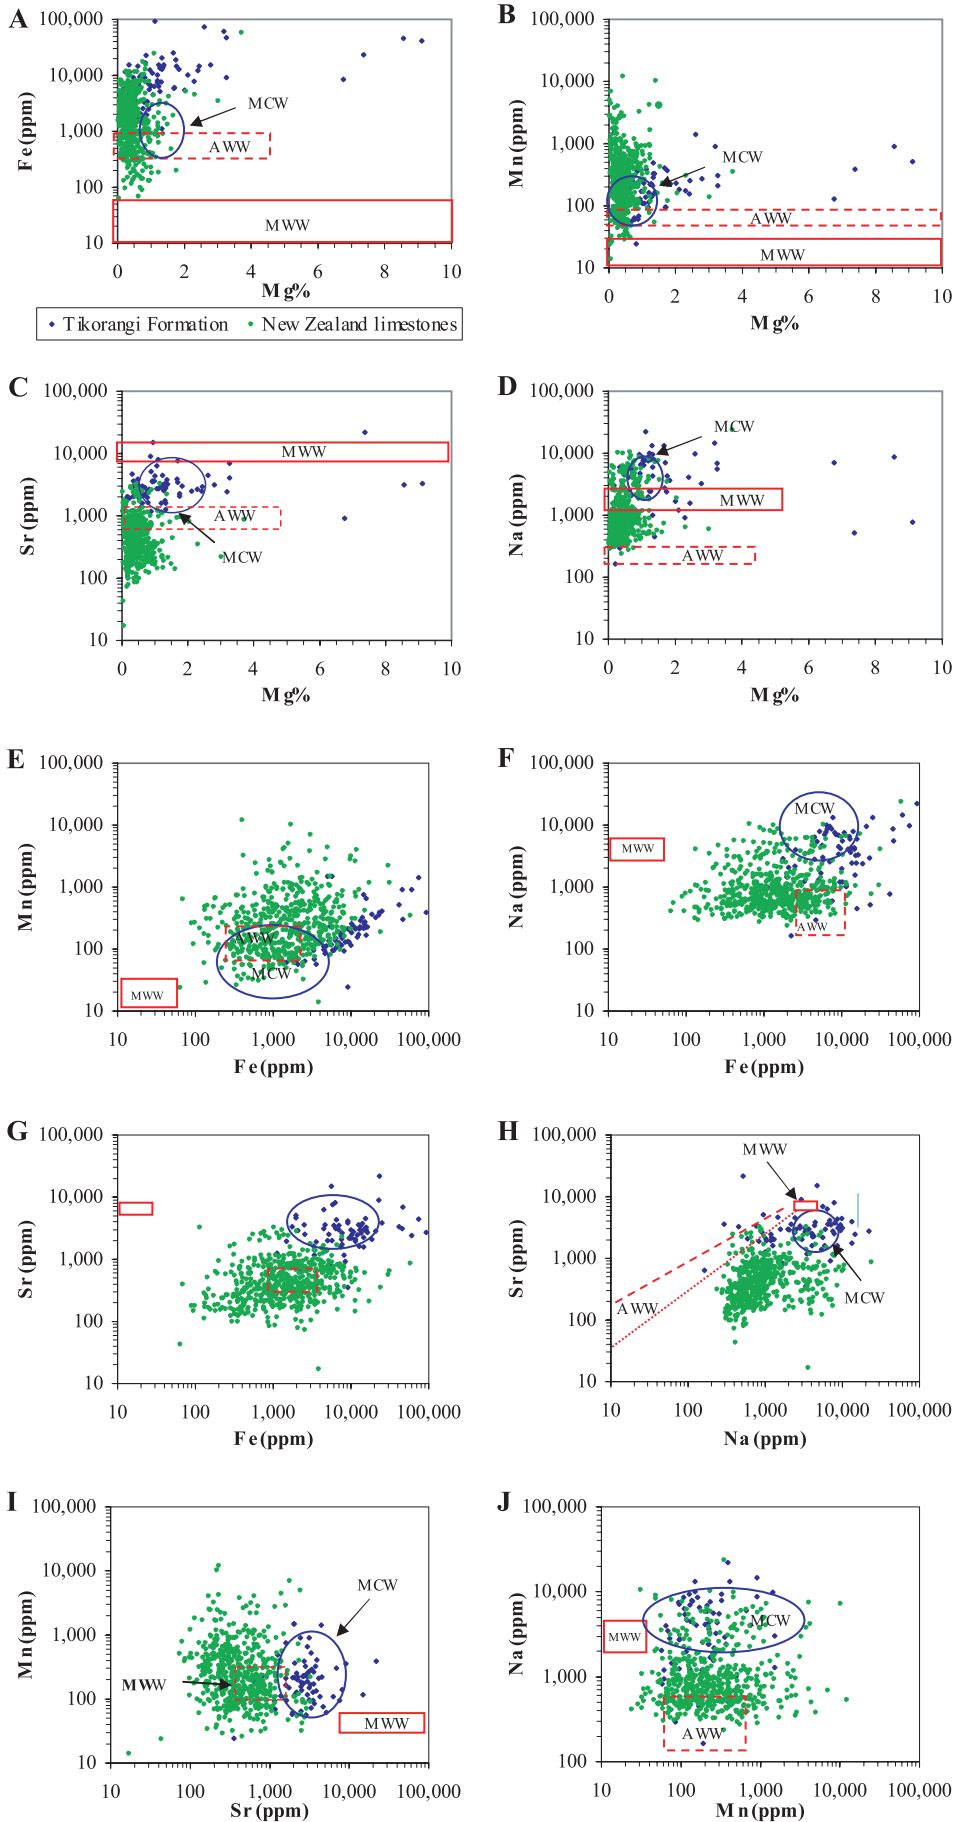 A
100,000
10,000
1,000
100
10
Fe(ppm)
MCW
AWW
MWW
0 2 4 6 8 10
Mg%
B
100,000
10,000
1,000
100
10
Mn(ppm)
MCW
AWW
MWW
0 2 4 6 8 10
Mg%
Tikorangi Formation New Zealand limestones
C
100,000
10,000
1,000
100
10
Sr(ppm)
MWW
AWW
MCW
0 2 4 6 8 10
Mg%
D
100,000
10,000
1,000
100
10
Na(ppm)
MCW
MWW
AWW
0 2 4 6 8 10
Mg%
E
100,000
10,000
1,000
100
10
Mn(ppm)
AWW
MCW
MWW
10 100 1,000 10,000 100,000
Fe(ppm)
F
100,000
10,000
1,000
100
10
Na(ppm)
MCW
MWW
AWW
10 100 1,000 10,000 100,000
Fe(ppm)
G
100,000
10,000
1,000
100
10
Sr(ppm)
10 100 1,000 10,000 100,000
Fe(ppm)
H
100,000
10,000
1,000
100
10
Sr(ppm)
MWW
AWW
MCW
10 100 1,000 10,000 100,000
Na(ppm)
I
100,000
10,000
1,000
100
10
Mn(ppm)
MCW
MWW
MWW
10 100 1,000 10,000 100,000
Sr(ppm)
J
100,000
10,000
1,000
100
Na(ppm)
MCW
MWW
AWW
10 100 1,000 10,000 100,000
Mn(ppm)